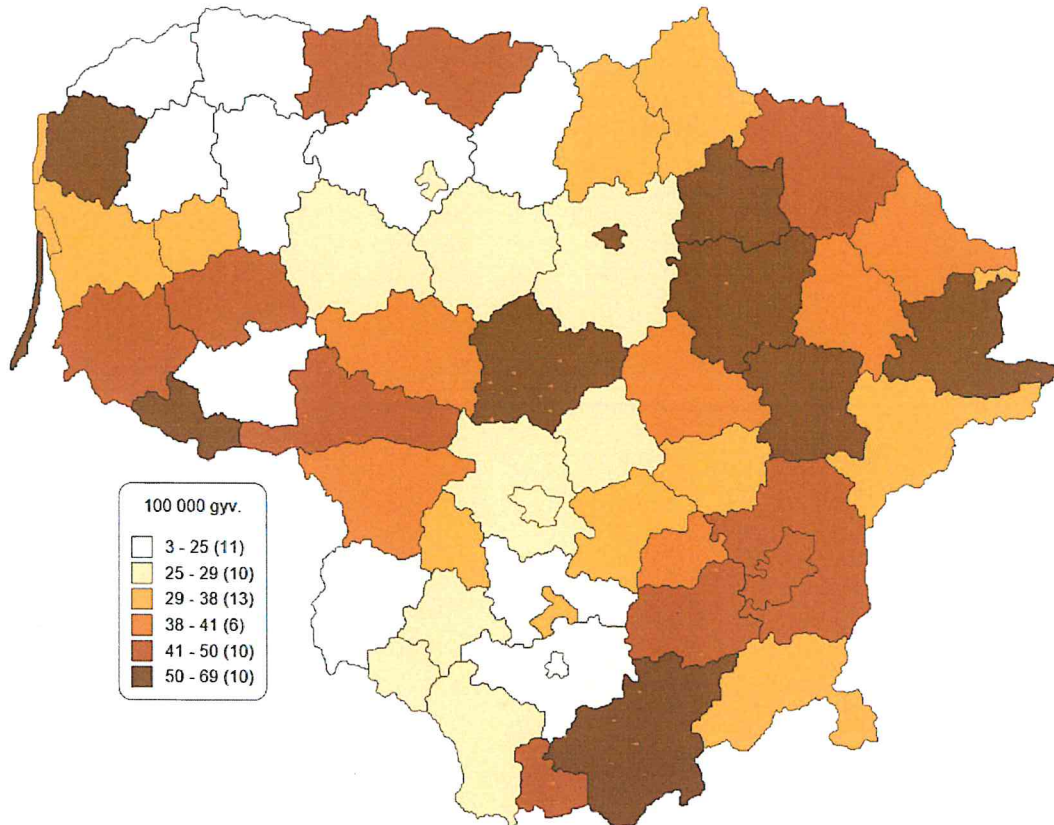 100 000 gyv.
3 - 25 (11)
25 - 29 (10)
29 - 38 (13)
38 - 41 (6)
41 - 50 (10)
50 - 69 (10)